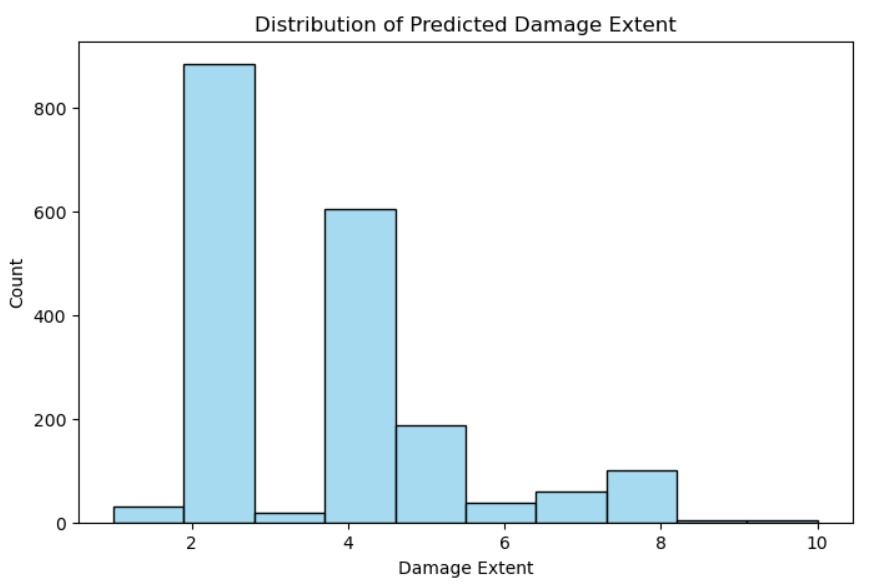 Distribution of Predicted Damage Extent
800
600
400
200
0
Count
2 4 6 8 10
Damage Extent